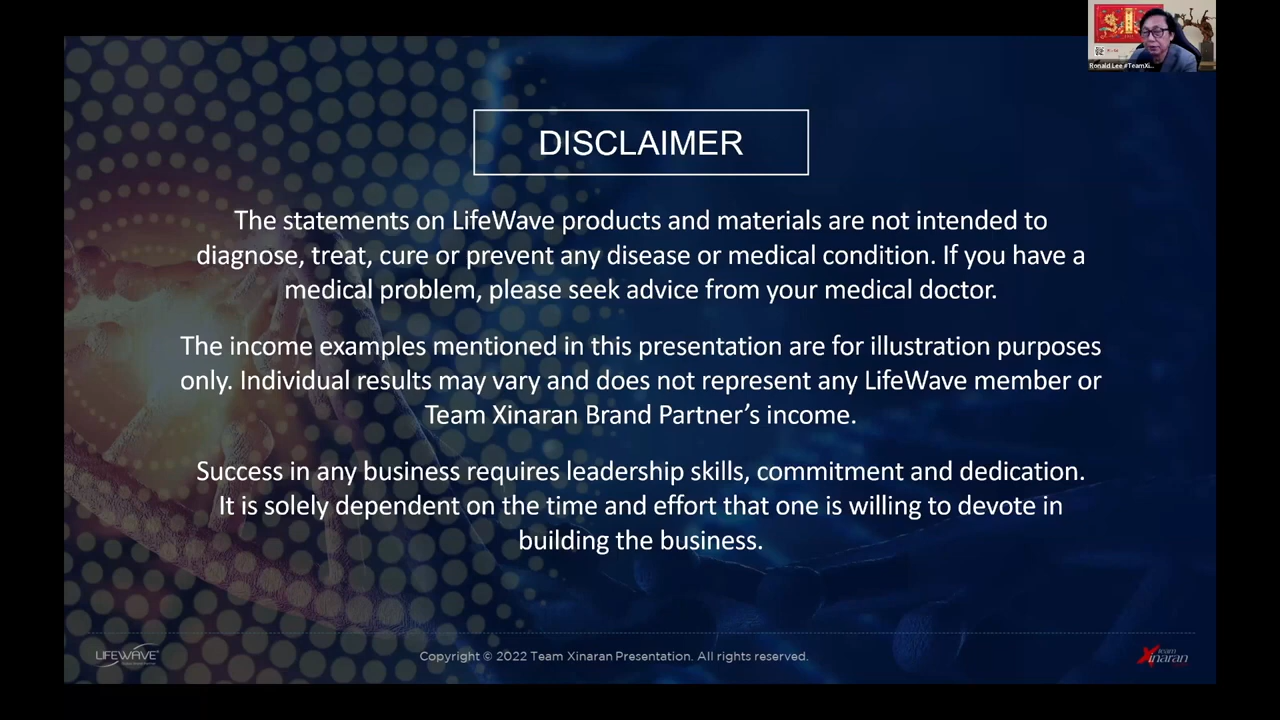 Ronald Lee #TeamXi...
DISCLAIMER
The statements on LifeWave products and materials are not intended to
diagnose, treat, cure or prevent any disease or medical condition. If you have a
medical problem, please seek advice from your medical doctor.
The income examples mentioned in this presentation are for illustration purposes
only. Individual results may vary and does not represent any LifeWave member or
Team Xinaran Brand Partner’s income.
Success in any business requires leadership skills, commitment and dedication.
It is solely dependent on the time and effort that one is willing to devote in
building the business.
LIFEWAVE
Copyright © 2022 Team Xinaran Presentation. All rights reserved.
team
Xinaran